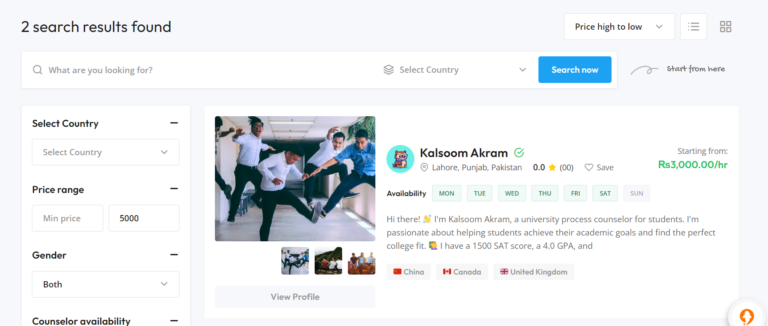 2 search results found
Price high to low
What are you looking for?
Select Country
Search now
Start from here
Select Country
Select Country
Price range
Min price
5000
Gender
Both
Counselor availability
Kalsoom Akram
Lahore, Punjab, Pakistan
0.0 (00)
Save
Starting from:
₨3,000.00/hr
Availability
MON TUE WED THU FRI SAT SUN
Hi there! 👋 I'm Kalsoom Akram, a university process counselor for students. I'm
passionate about helping students achieve their academic goals and find the perfect
college fit. 📚 I have a 1500 SAT score, a 4.0 GPA, and
China
Canada
United Kingdom
View Profile